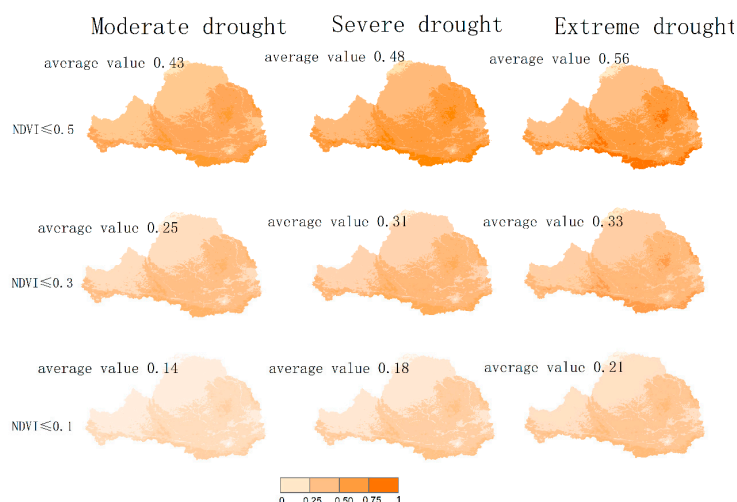 Moderate drought
Severe drought
Extreme drought
average value 0.43
average value 0.48
average value 0.56
NDVI≤0.5
average value 0.25
average value 0.31
average value 0.33
NDVI≤0.3
average value 0.14
average value 0.18
average value 0.21
NDVI≤0.1
0 0.25 0.50 0.75 1